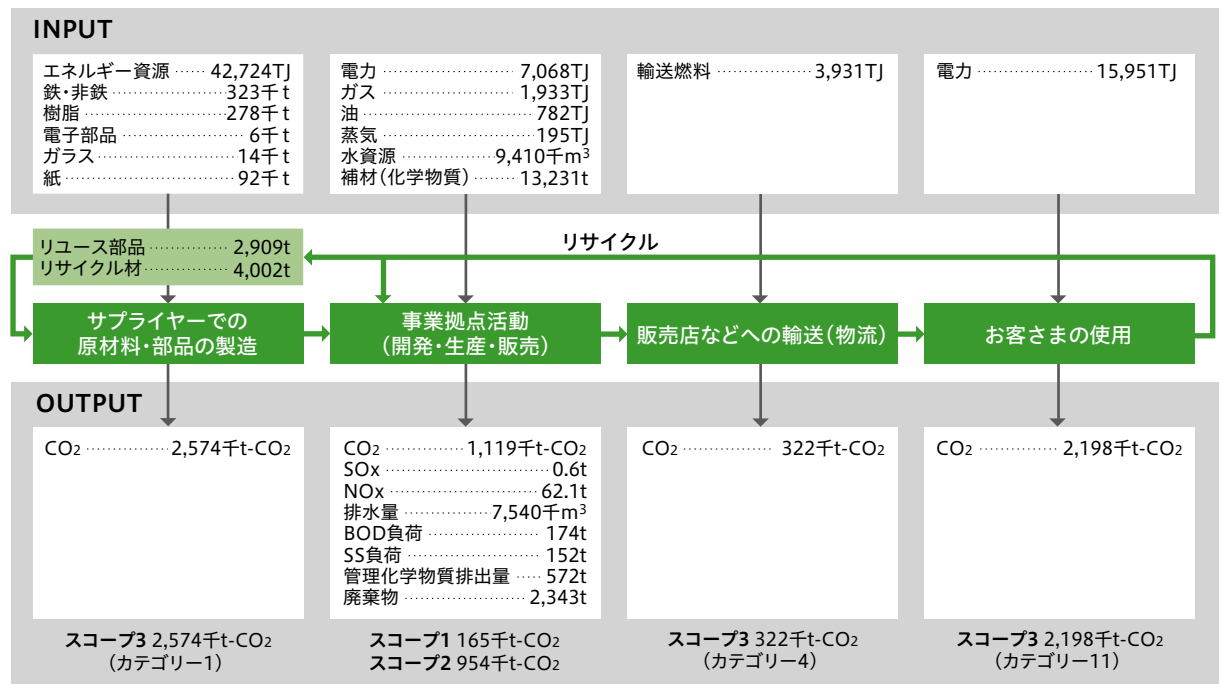 INPUT
エネルギー資源 …… 42,724TJ
鉄・非鉄 …… 323千t
樹脂 …… 278千t
電子部品 …… 6千t
ガラス …… 14千t
紙 …… 92千t
電力 …… 7,068TJ
ガス …… 1,933TJ
油 …… 782TJ
蒸気 …… 195TJ
水資源 …… 9,410千m³
補材(化学物質) …… 13,231t
輸送燃料 …… 3,931TJ
電力 …… 15,951TJ
リユース部品 …… 2,909t
リサイクル材 …… 4,002t
リサイクル
サプライヤーでの
原材料・部品の製造
事業拠点活動
(開発・生産・販売)
販売店などへの輸送(物流)
お客さまの使用
OUTPUT
CO₂ …… 2,574千t-CO₂
CO₂ …… 1,119千t-CO₂
SOx …… 0.6t
NOx …… 62.1t
排水量 …… 7,540千m³
BOD負荷 …… 174t
SS負荷 …… 152t
管理化学物質排出量 …… 572t
廃棄物 …… 2,343t
CO₂ …… 322千t-CO₂
CO₂ …… 2,198千t-CO₂
スコープ3 2,574千t-CO₂
(カテゴリー1)
スコープ1 165千t-CO₂
スコープ2 954千t-CO₂
スコープ3 322千t-CO₂
(カテゴリー4)
スコープ3 2,198千t-CO₂
(カテゴリー11)